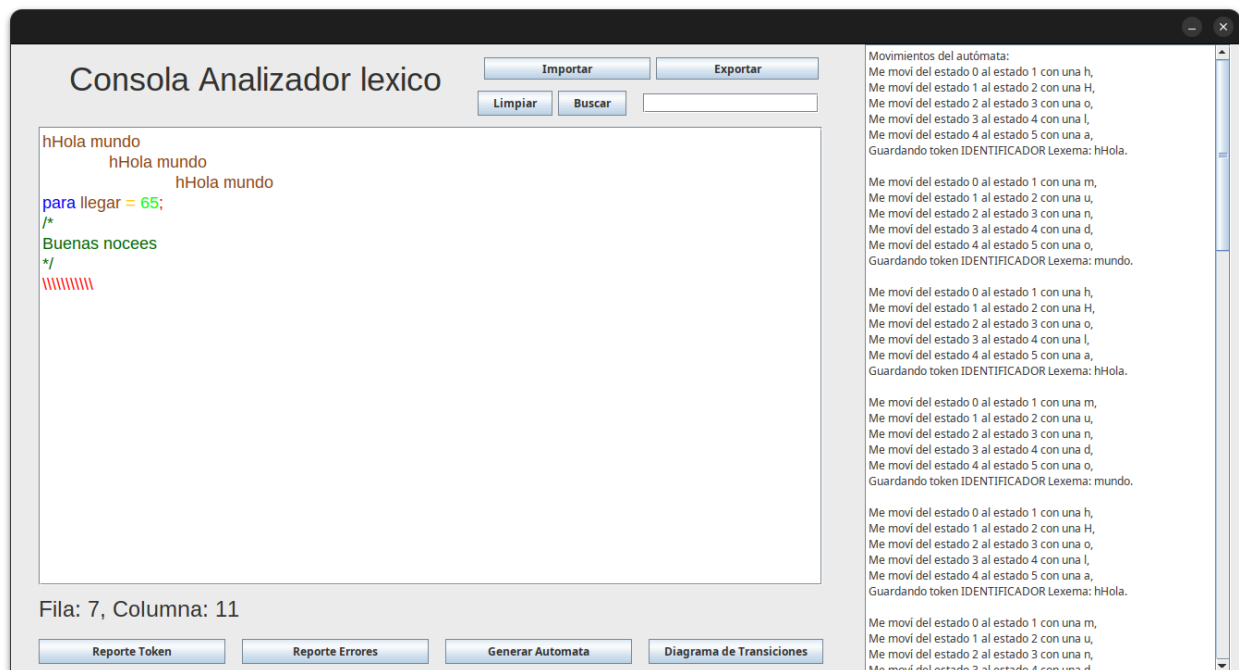 Consola Analizador lexico
Importar
Exportar
Limpiar
Buscar
hHola mundo
hHola mundo
hHola mundo
para llegar = 65;
/*
Buenas nocees
*/
\\\\\\\\\\\
Fila: 7, Columna: 11
Reporte Token
Reporte Errores
Generar Automata
Diagrama de Transiciones
Movimientos del autómata:
Me moví del estado 0 al estado 1 con una h,
Me moví del estado 1 al estado 2 con una H,
Me moví del estado 2 al estado 3 con una o,
Me moví del estado 3 al estado 4 con una l,
Me moví del estado 4 al estado 5 con una a,
Guardando token IDENTIFICADOR Lexema: hHola.
Me moví del estado 0 al estado 1 con una m,
Me moví del estado 1 al estado 2 con una u,
Me moví del estado 2 al estado 3 con una n,
Me moví del estado 3 al estado 4 con una d,
Me moví del estado 4 al estado 5 con una o,
Guardando token IDENTIFICADOR Lexema: mundo.
Me moví del estado 0 al estado 1 con una h,
Me moví del estado 1 al estado 2 con una H,
Me moví del estado 2 al estado 3 con una o,
Me moví del estado 3 al estado 4 con una l,
Me moví del estado 4 al estado 5 con una a,
Guardando token IDENTIFICADOR Lexema: hHola.
Me moví del estado 0 al estado 1 con una m,
Me moví del estado 1 al estado 2 con una u,
Me moví del estado 2 al estado 3 con una n,
Me moví del estado 3 al estado 4 con una d,
Me moví del estado 4 al estado 5 con una o,
Guardando token IDENTIFICADOR Lexema: mundo.
Me moví del estado 0 al estado 1 con una h,
Me moví del estado 1 al estado 2 con una H,
Me moví del estado 2 al estado 3 con una o,
Me moví del estado 3 al estado 4 con una l,
Me moví del estado 4 al estado 5 con una a,
Guardando token IDENTIFICADOR Lexema: hHola.
Me moví del estado 0 al estado 1 con una m,
Me moví del estado 1 al estado 2 con una u,
Me moví del estado 2 al estado 3 con una n,
Me moví del estado 3 al estado 4 con una d